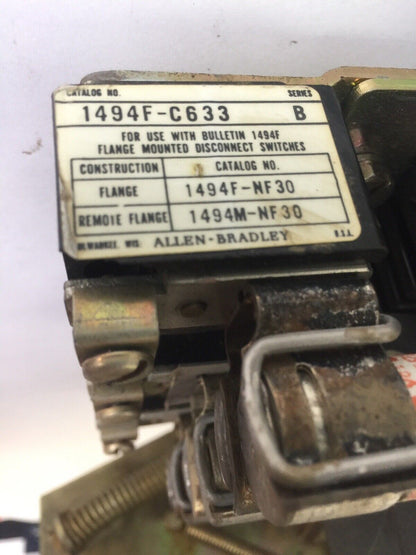 CATALOG NO. SERIES
1494F-C633 B
FOR USE WITH BULLETIN 1494F
FLANGE MOUNTED DISCONNECT SWITCHES
CONSTRUCTION CATALOG NO.
FLANGE 1494F-NF30
REMOTE FLANGE 1494M-NF30
MILWAUKEE, WIS. ALLEN-BRADLEY U.S.A.